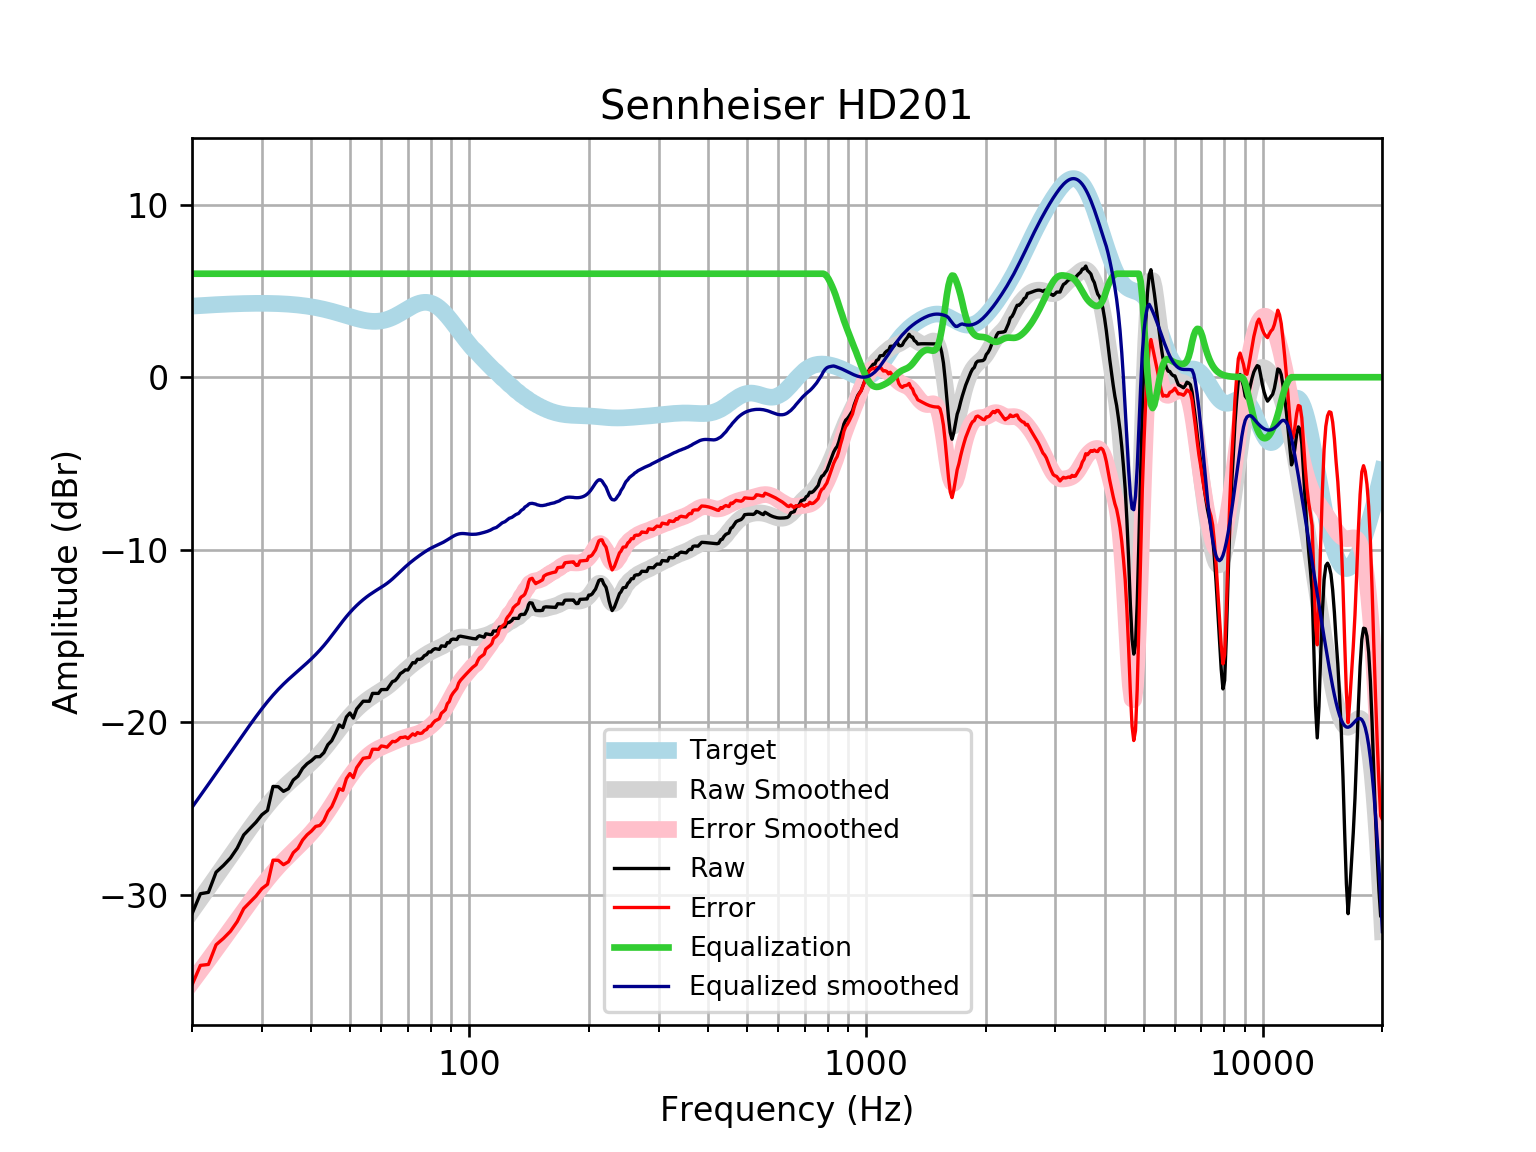 Sennheiser HD201
Amplitude (dBr)
10
0
−10
−20
−30
Target
Raw Smoothed
Error Smoothed
Raw
Error
Equalization
Equalized smoothed
100
1000
10000
Frequency (Hz)